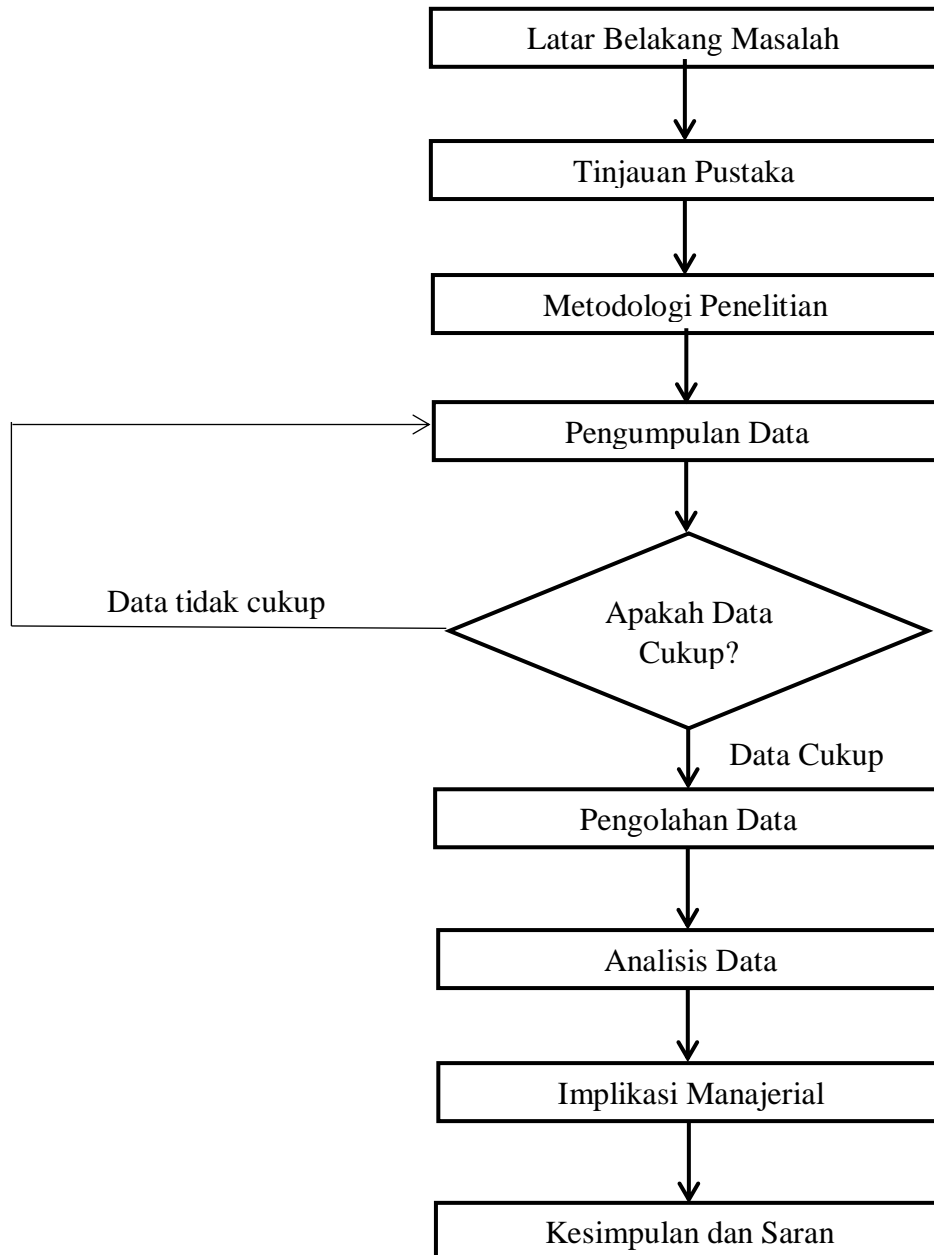 Latar Belakang Masalah
Tinjauan Pustaka
Metodologi Penelitian
Pengumpulan Data
Data tidak cukup
Apakah Data
Cukup?
Data Cukup
Pengolahan Data
Analisis Data
Implikasi Manajerial
Kesimpulan dan Saran